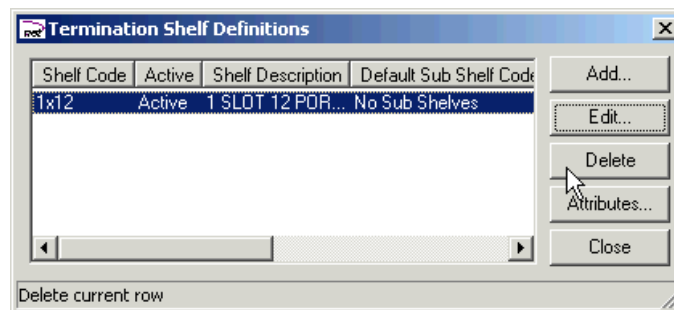 Termination Shelf Definitions
Shelf Code Active Shelf Description Default Sub Shelf Code
1x12 Active 1 SLOT 12 POR... No Sub Shelves
Add...
Edit...
Delete
Attributes...
Close
Delete current row